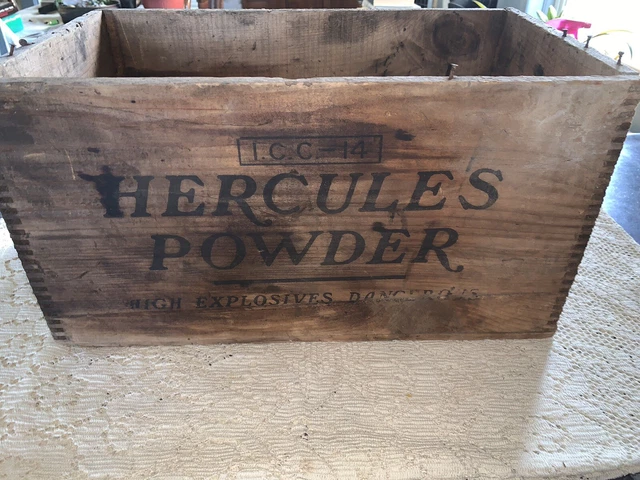 I.C.C.-14
HERCULES
POWDER
HIGH EXPLOSIVES DANGEROUS